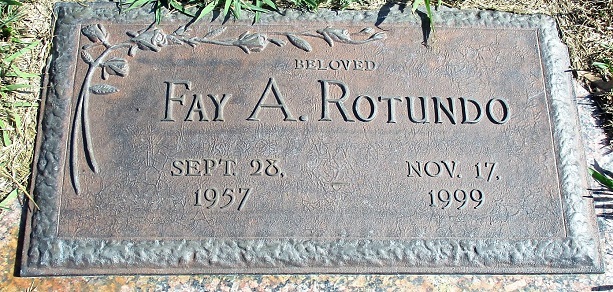 BELOVED
FAY A. ROTUNDO
SEPT. 28, NOV. 17,
1957 1999